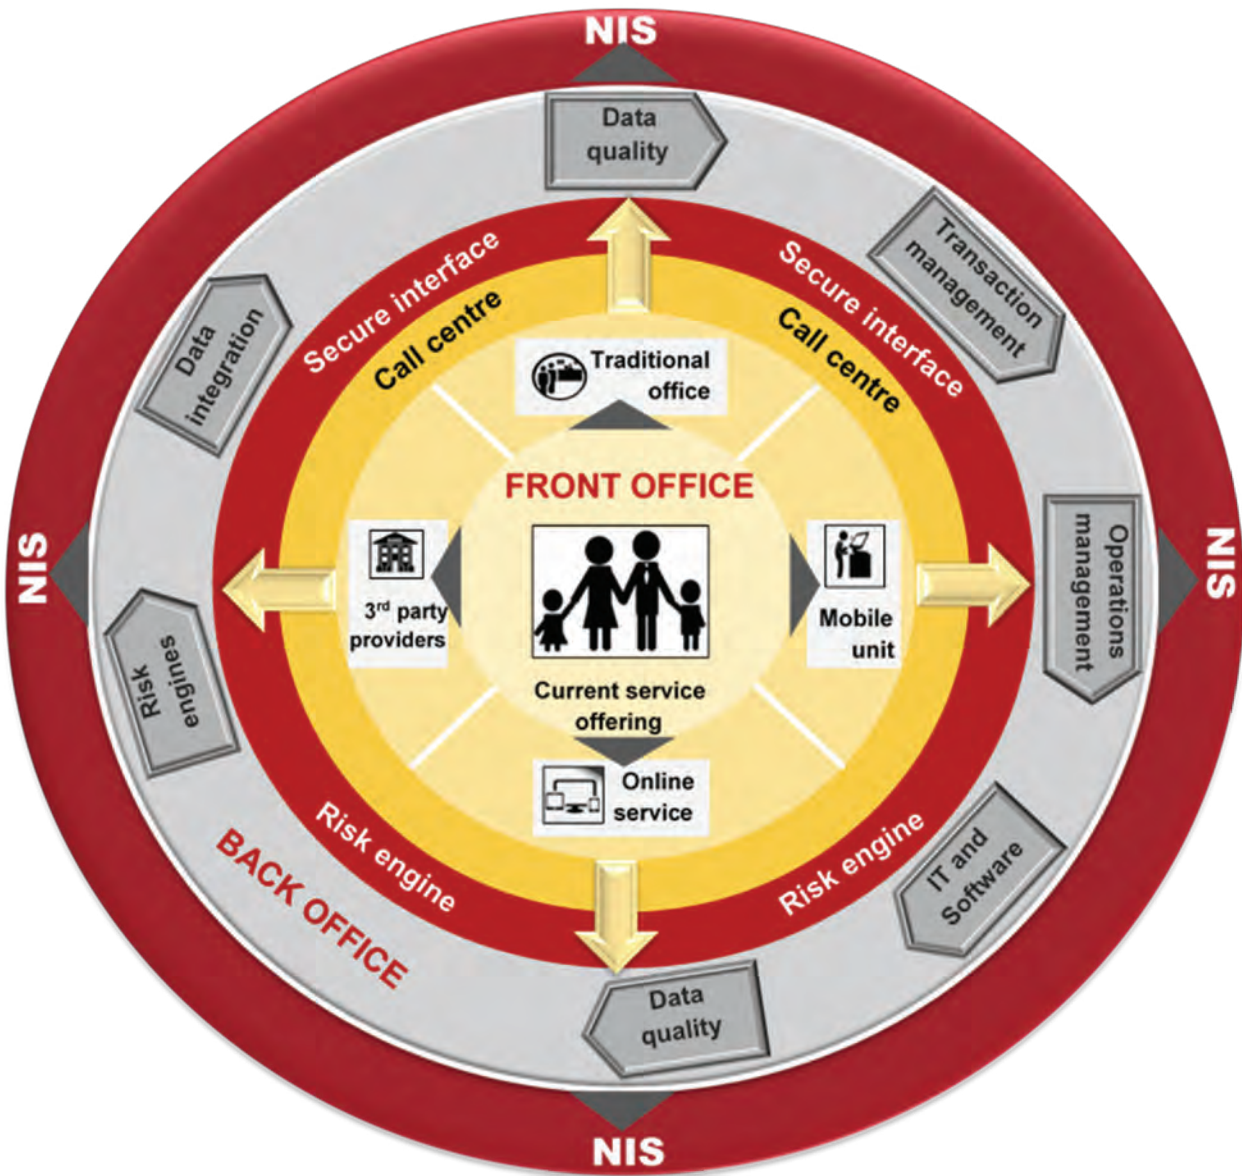 NIS
Data
quality
Transaction
management
Secure interface
Secure interface
Call centre
Call centre
Data
integration
Traditional
office
FRONT OFFICE
NIS
3rd party
providers
Mobile
unit
Operations
management
NIS
Risk
engines
Current service
offering
Online
service
Risk engine
Risk engine
IT and
Software
BACK OFFICE
Data
quality
NIS